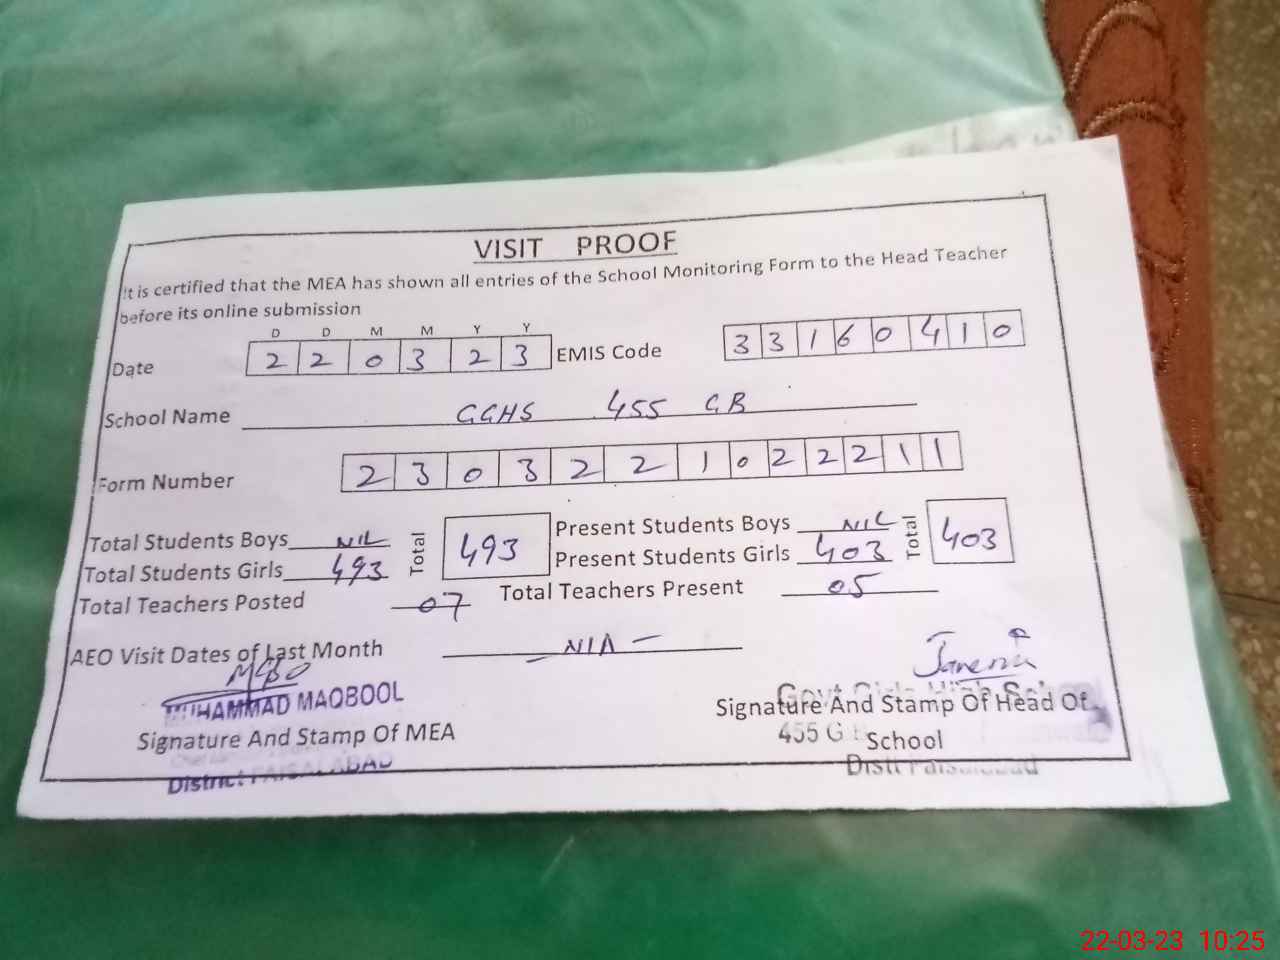 VISIT PROOF
It is certified that the MEA has shown all entries of the School Monitoring Form to the Head Teacher
before its online submission
D D M M Y Y
Date 2 2 0 3 2 3 EMIS Code 3 3 1 6 0 4 1 0
School Name GGHS 455 GB
Form Number 2 3 0 3 2 2 1 0 2 2 2 1 1
Total Students Boys NIL Total 493 Present Students Boys NIL Total 403
Total Students Girls 493 Present Students Girls 403
Total Teachers Posted 07 Total Teachers Present 05
AEO Visit Dates of Last Month NIA
MUHAMMAD MAQBOOL Govt Girls High
Signature And Stamp Of MEA Signature And Stamp Of Head Of
455 G School
District FAISALABAD Distt Faisalabad
22-03-23 10:25